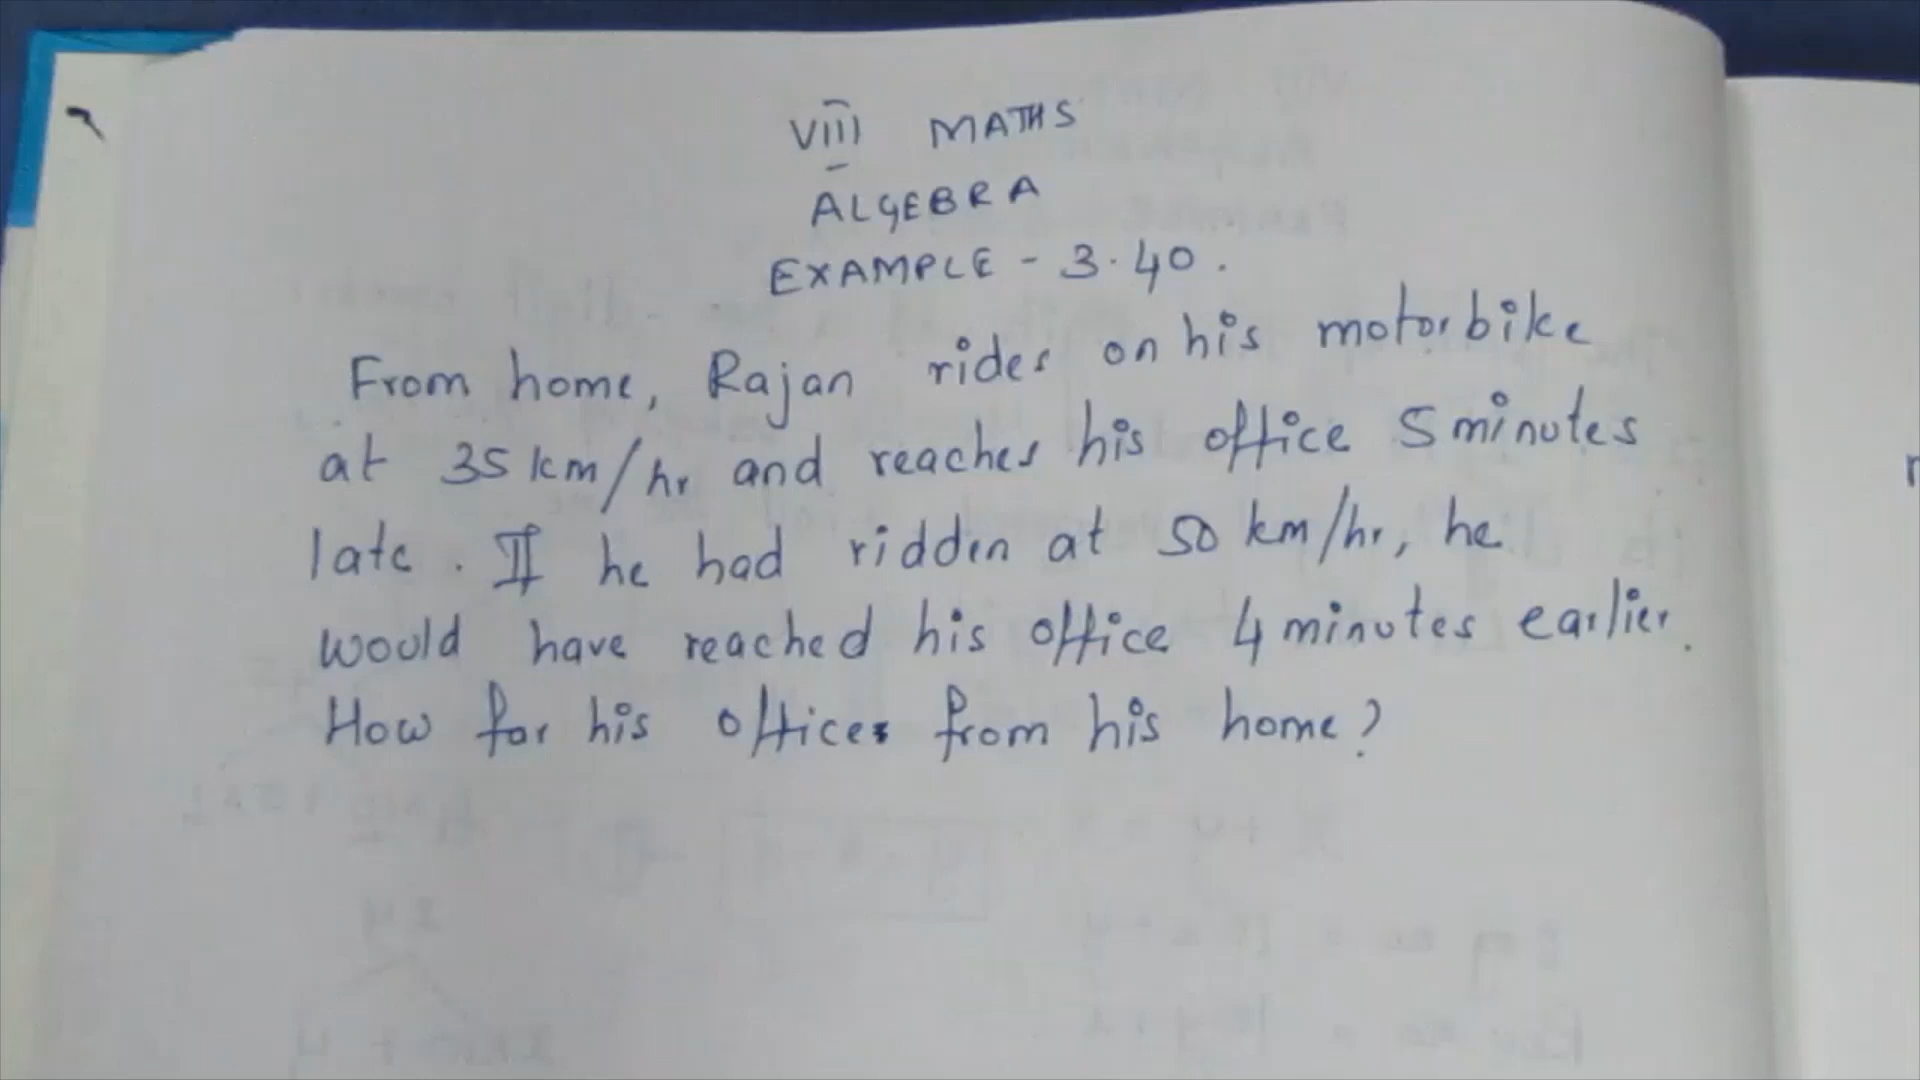 VIII MATHS
ALGEBRA
EXAMPLE - 3.40.
From home, Rajan rides on his motorbike
at 35 km/hr and reaches his office 5 minutes
late. If he had ridden at 50 km/hr, he
would have reached his office 4 minutes earlier.
How far his office from his home?